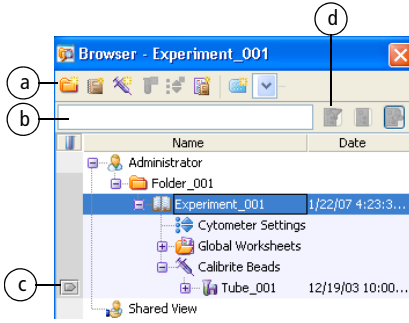 d
Browser - Experiment_001
a
b
Name Date
Administrator
Folder_001
Experiment_001 1/22/07 4:23:3...
Cytometer Settings
Global Worksheets
Calibrite Beads
c
Tube_001 12/19/03 10:00...
Shared View